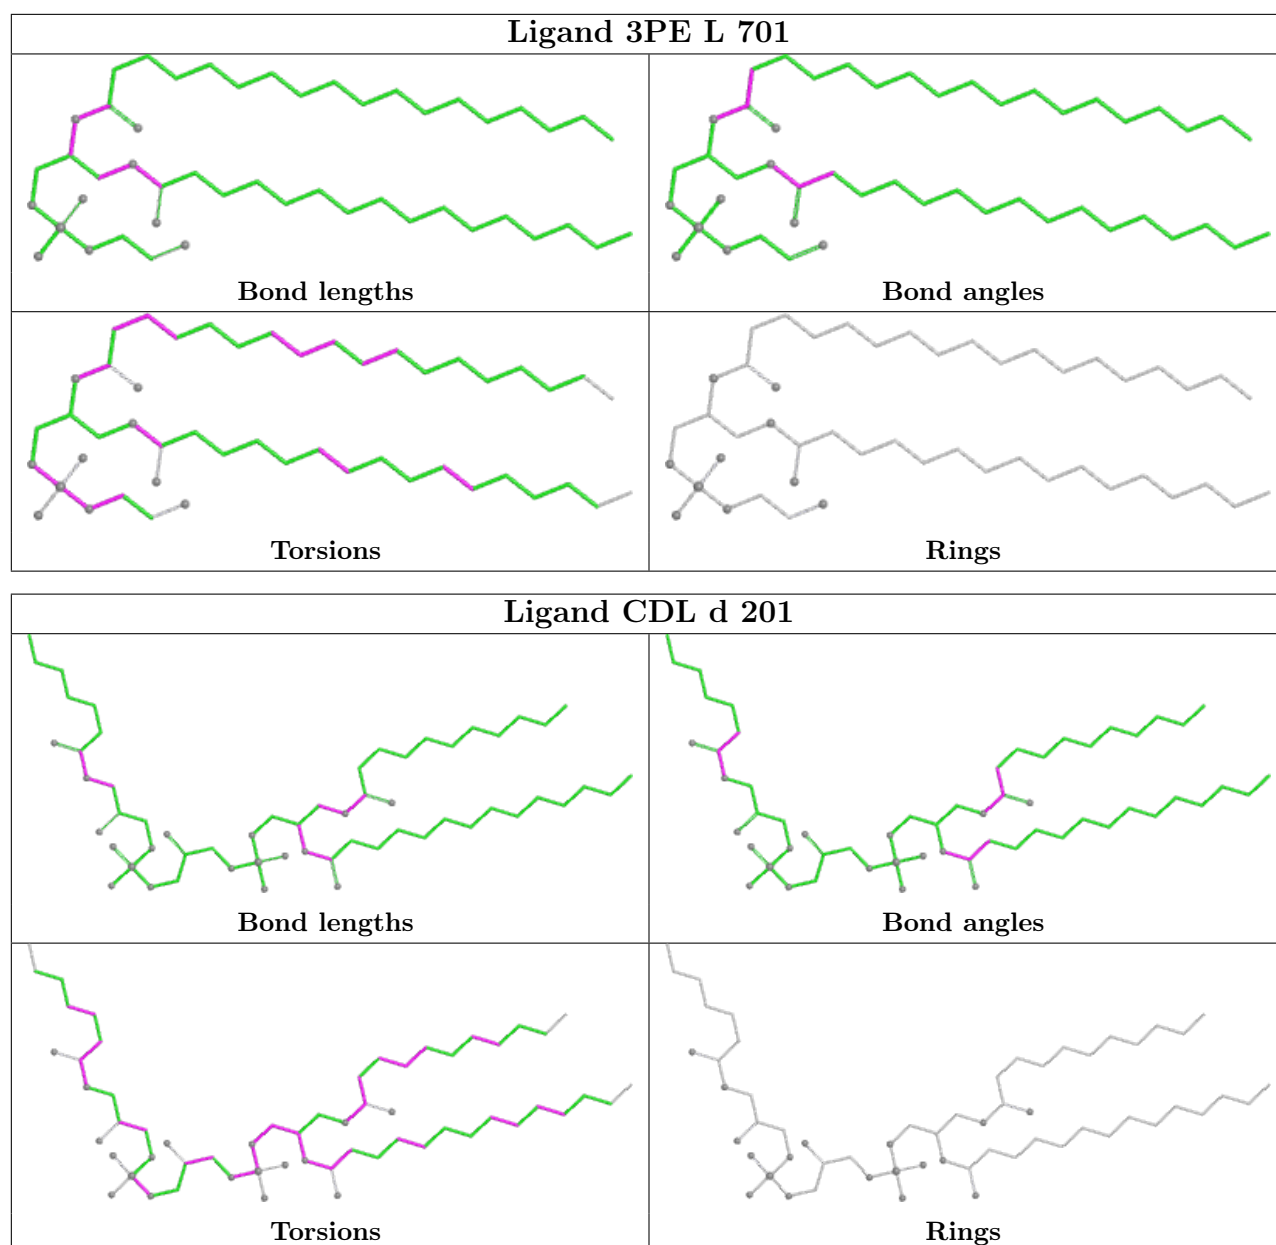 Ligand 3PE L 701
Bond lengths
Bond angles
Torsions
Rings
Ligand CDL d 201
Bond lengths
Bond angles
Torsions
Rings